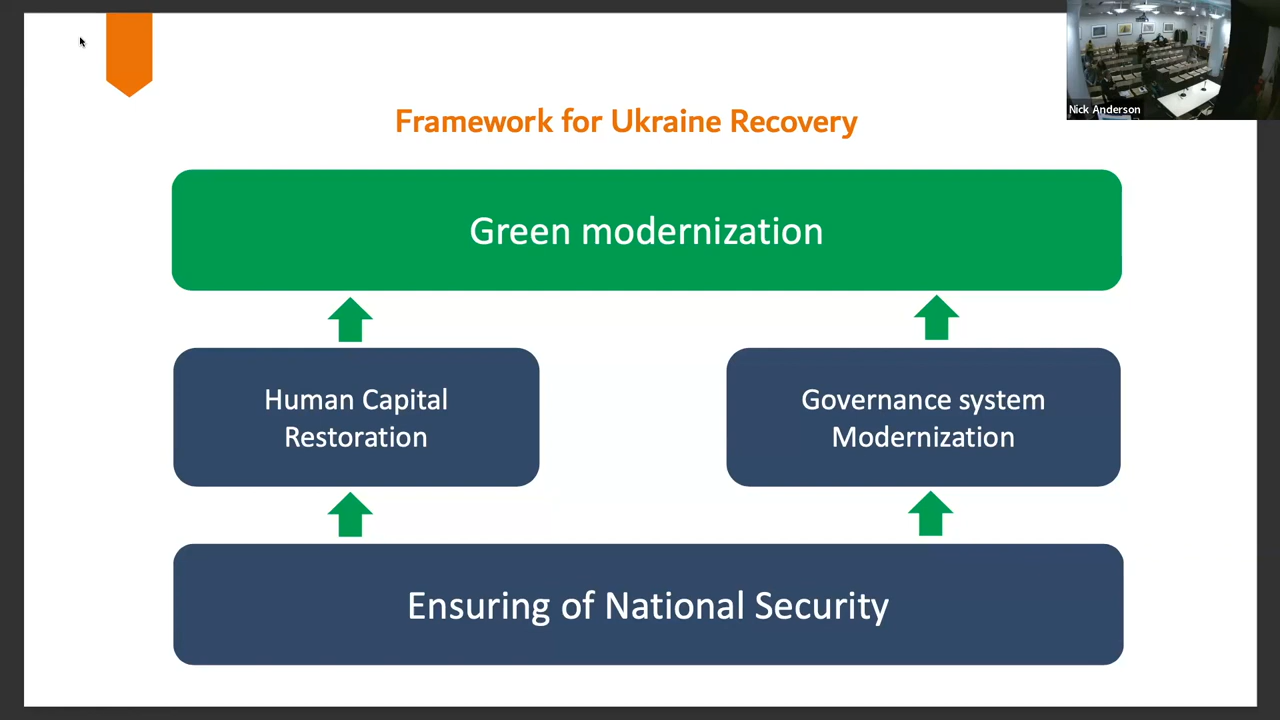 Nick Anderson
Framework for Ukraine Recovery
Green modernization
Human Capital
Restoration
Governance system
Modernization
Ensuring of National Security